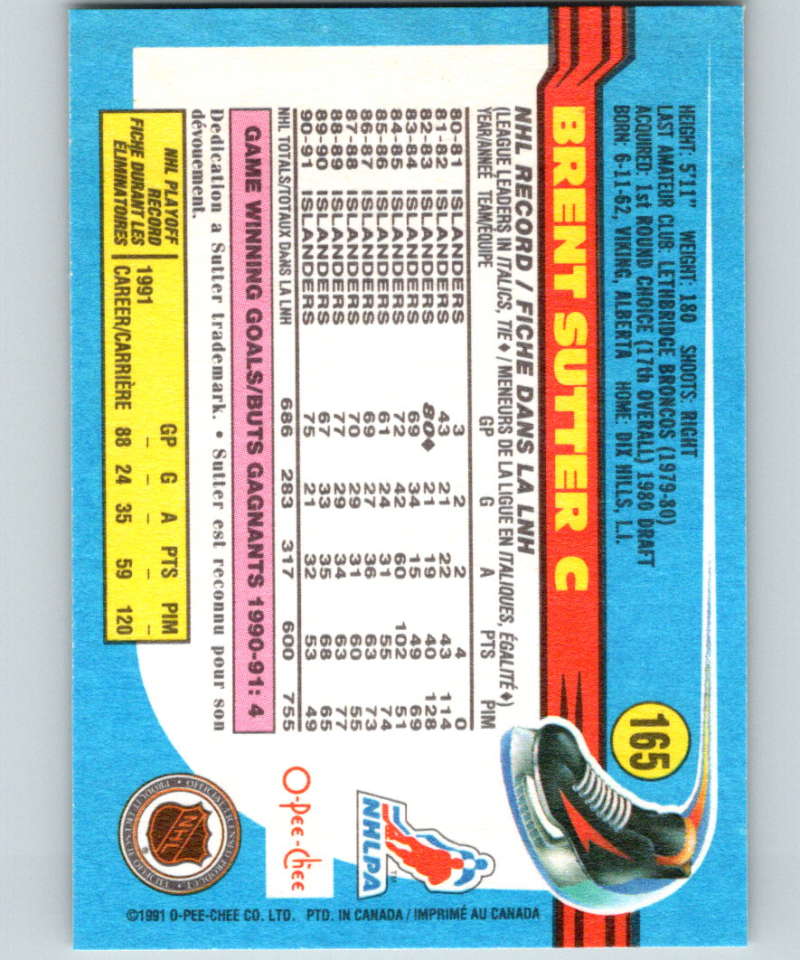 HEIGHT: 5'11" WEIGHT: 180 SHOOTS: RIGHT
LAST AMATEUR CLUB: LETHBRIDGE BRONCOS (1979-80)
ACQUIRED: 1st ROUND CHOICE (17th OVERALL) 1980 DRAFT
BORN: 6-11-62, VIKING, ALBERTA HOME: DIX HILLS, L.I.
165
BRENT SUTTER C
NHL RECORD / FICHE DANS LA LNH
(LEAGUE LEADERS IN ITALICS, TIE ◆ / MENEURS DE LA LIGUE EN ITALIQUES, ÉGALITÉ ◆)
YEAR/ANNÉE TEAM/ÉQUIPE GP G A PTS PIM
80-81 ISLANDERS 3 2 2 4 0
81-82 ISLANDERS 43 21 22 43 114
82-83 ISLANDERS 80◆ 21 19 40 128
83-84 ISLANDERS 69 34 15 49 69
84-85 ISLANDERS 72 42 60 102 51
85-86 ISLANDERS 61 24 31 55 74
86-87 ISLANDERS 69 27 36 63 73
87-88 ISLANDERS 70 29 31 60 55
88-89 ISLANDERS 77 29 34 63 77
89-90 ISLANDERS 67 33 35 68 65
90-91 ISLANDERS 75 21 32 53 49
NHL TOTALS/TOTAUX DANS LA LNH 686 283 317 600 755
GAME WINNING GOALS/BUTS GAGNANTS 1990-91: 4
Dedication a Sutter trademark. • Sutter est reconnu pour son
dévouement.
NHL PLAYOFF
RECORD
FICHE DURANT LES
ÉLIMINATOIRES
GP G A PTS PIM
1991 – – – – –
CAREER/CARRIÈRE 88 24 35 59 120
NHLPA
TM
O-Pee-Chee
NHL
®
©1991 O-PEE-CHEE CO. LTD. PTD. IN CANADA / IMPRIMÉ AU CANADA